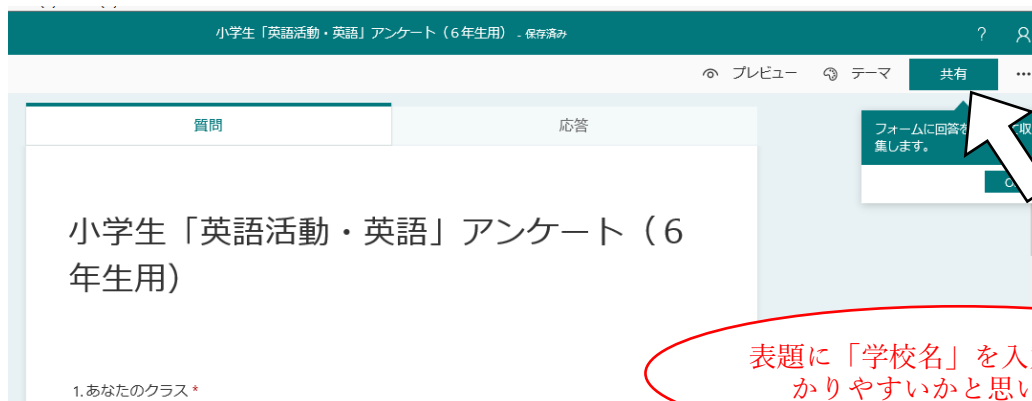 小学生「英語活動・英語」アンケート（6年生用） - 保存済み
?
プレビュー テーマ 共有 …
質問 応答
フォームに回答を
収
集します。
小学生「英語活動・英語」アンケート（6
年生用）
表題に「学校名」を入
かりやすいかと思い
1.あなたのクラス *